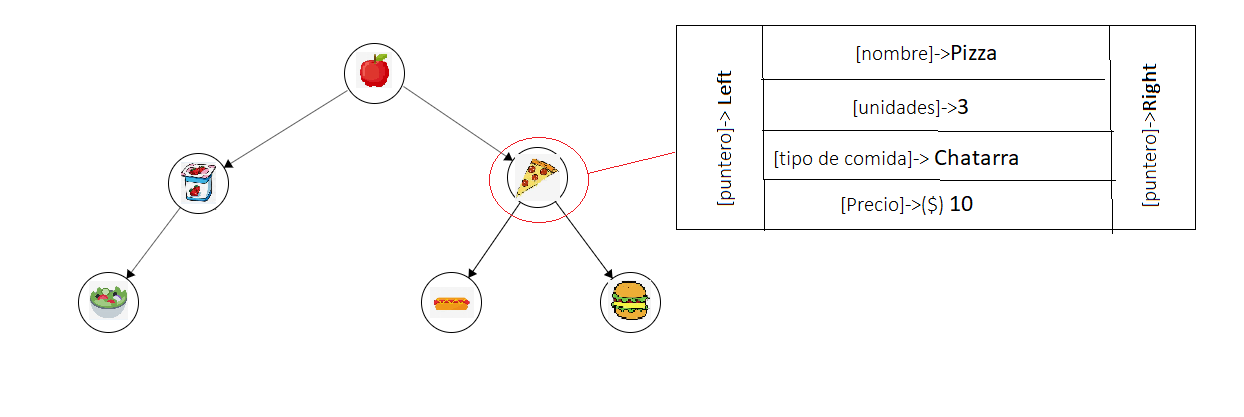 [puntero]-> Left
[nombre]->Pizza
[unidades]->3
[tipo de comida]-> Chatarra
[Precio]->($) 10
[puntero]->Right